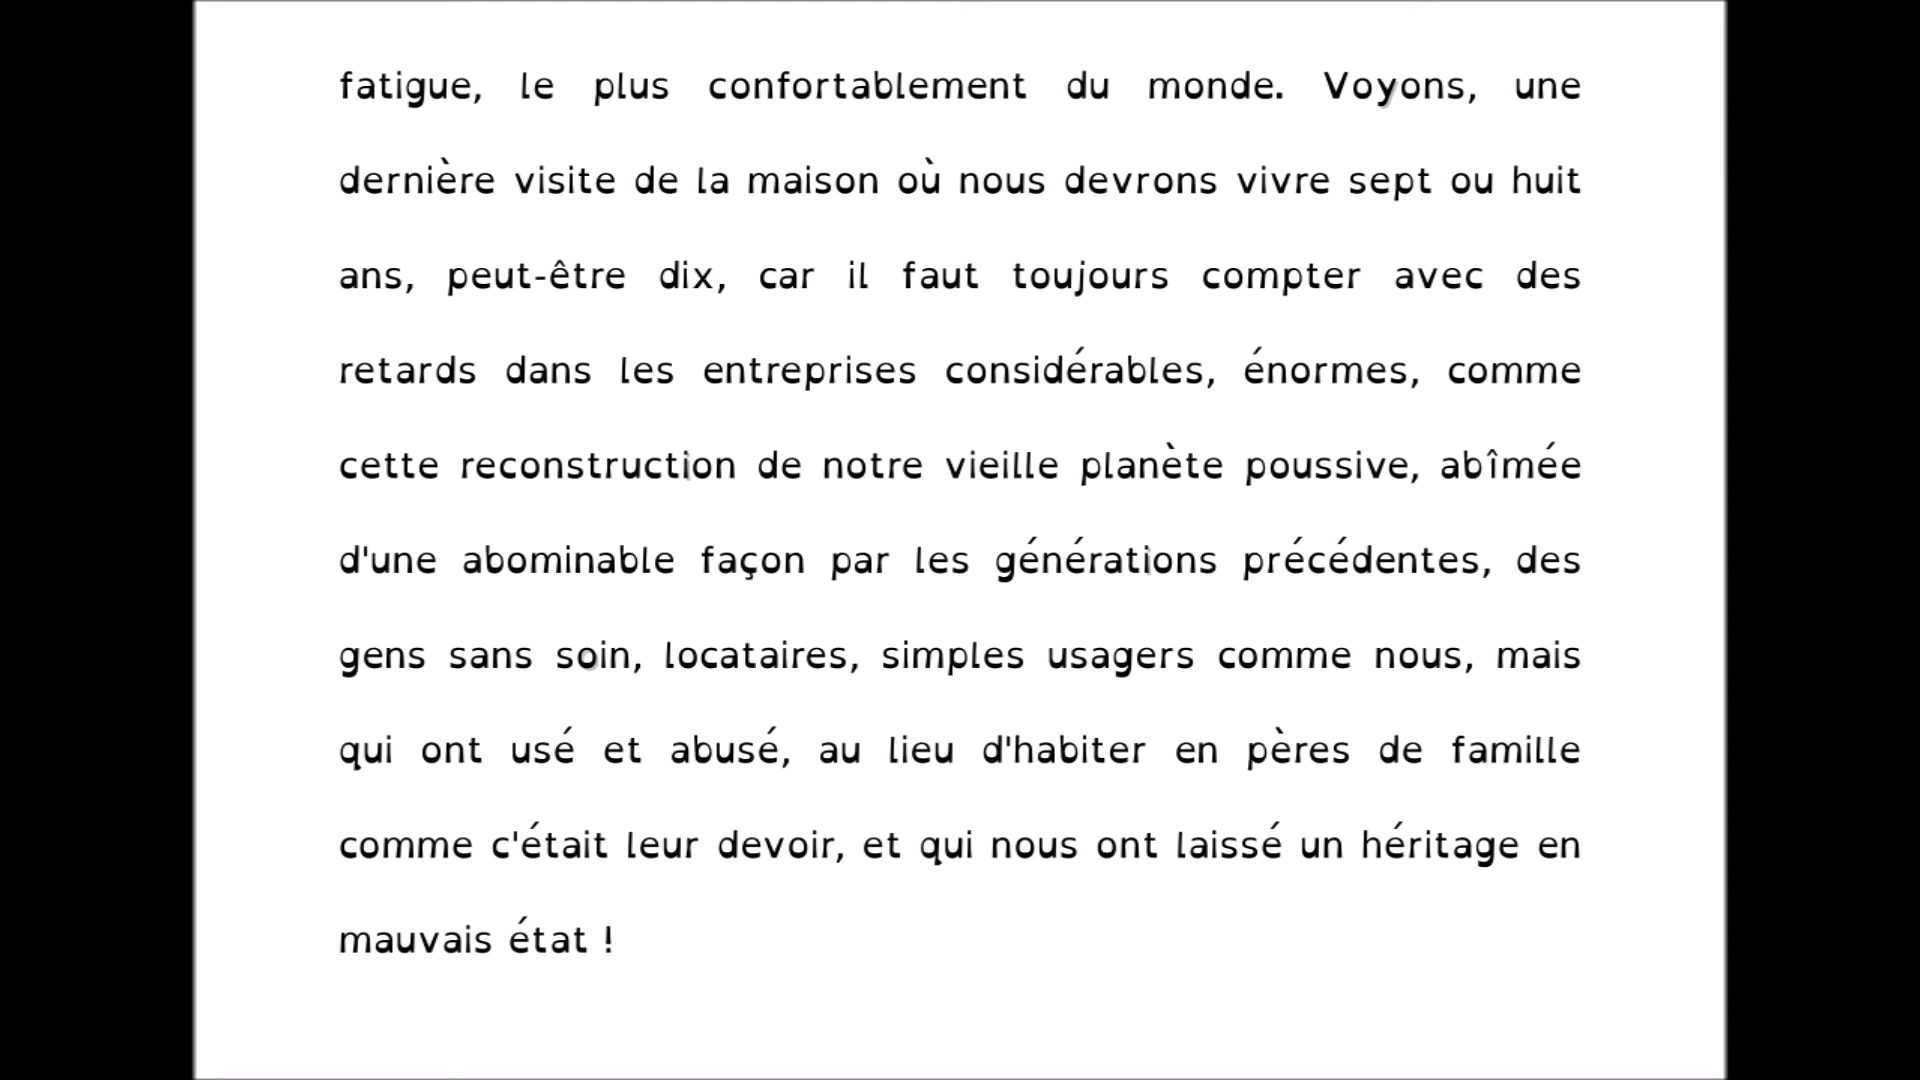 fatigue, le plus confortablement du monde. Voyons, une
dernière visite de la maison où nous devrons vivre sept ou huit
ans, peut-être dix, car il faut toujours compter avec des
retards dans les entreprises considérables, énormes, comme
cette reconstruction de notre vieille planète poussive, abîmée
d'une abominable façon par les générations précédentes, des
gens sans soin, locataires, simples usagers comme nous, mais
qui ont usé et abusé, au lieu d'habiter en pères de famille
comme c'était leur devoir, et qui nous ont laissé un héritage en
mauvais état !